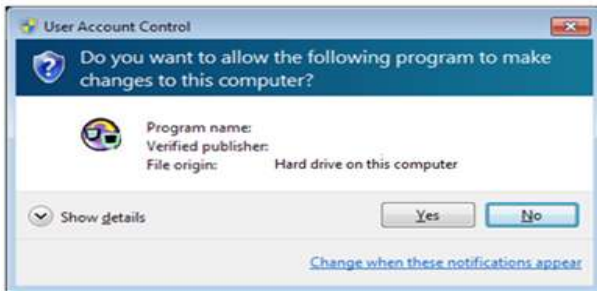 User Account Control
Do you want to allow the following program to make
changes to this computer?
Program name:
Verified publisher:
File origin: Hard drive on this computer
Show details
Yes No
Change when these notifications appear